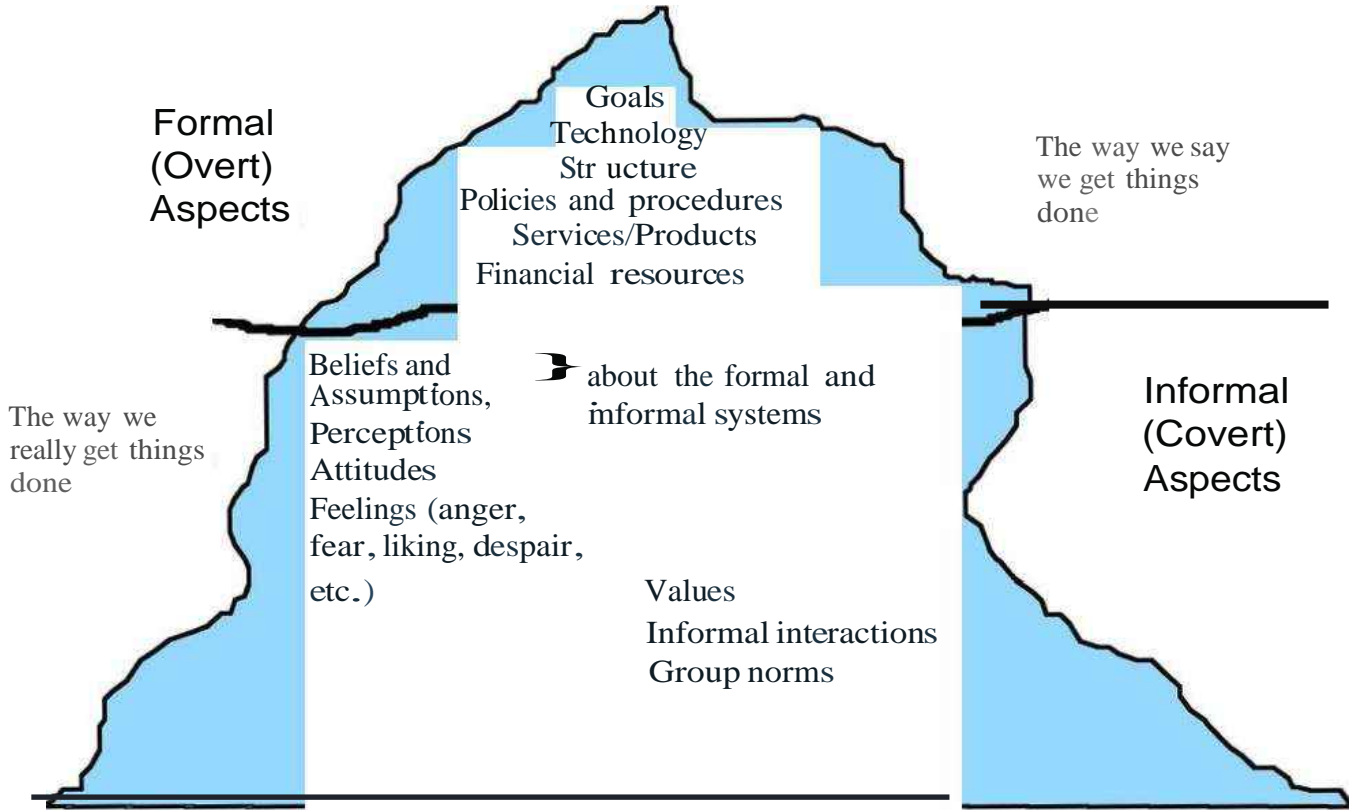 Formal
(Overt)
Aspects
Goals
Technology
Str ucture
Policies and procedures
Services/Products
Financial resources
The way we say
we get things
done
The way we
really get things
done
Beliefs and
Assumptions,
Perceptions
Attitudes
Feelings (anger,
fear, liking, despair,
etc.)
about the formal and
informal systems
Values
Informal interactions
Group norms
Informal
(Covert)
Aspects